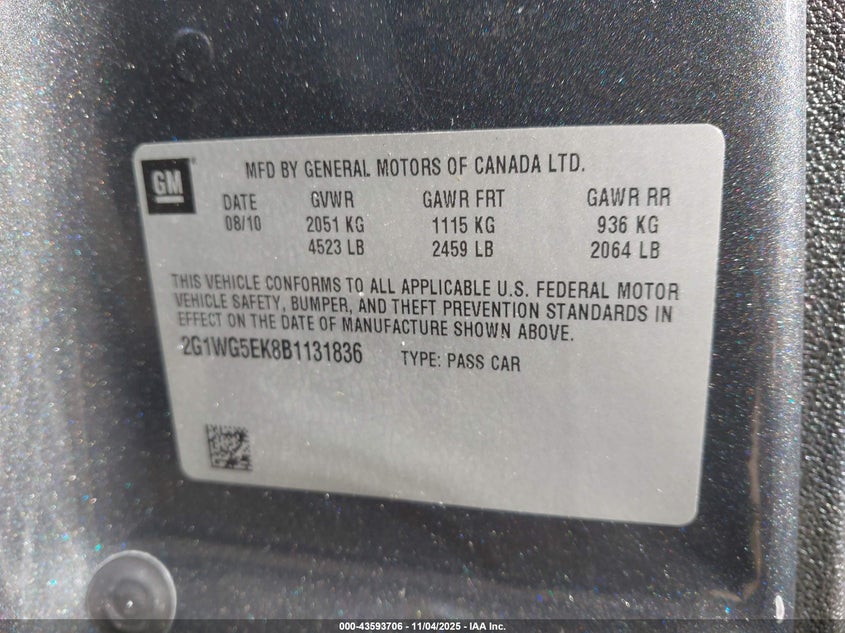 GM
MFD BY GENERAL MOTORS OF CANADA LTD.
DATE GVWR GAWR FRT GAWR RR
08/10 2051 KG 1115 KG 936 KG
4523 LB 2459 LB 2064 LB
THIS VEHICLE CONFORMS TO ALL APPLICABLE U.S. FEDERAL MOTOR
VEHICLE SAFETY, BUMPER, AND THEFT PREVENTION STANDARDS IN
EFFECT ON THE DATE OF MANUFACTURE SHOWN ABOVE.
2G1WG5EK8B1131836 TYPE: PASS CAR
000-43593706 - 11/04/2025 - IAA Inc.